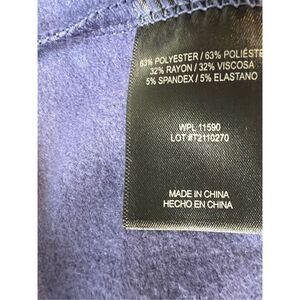 63% POLYESTER / 63% POLIÉSTE
32% RAYON / 32% VISCOSA
5% SPANDEX / 5% ELASTANO
WPL 11590
LOT #T2110270
MADE IN CHINA
HECHO EN CHINA